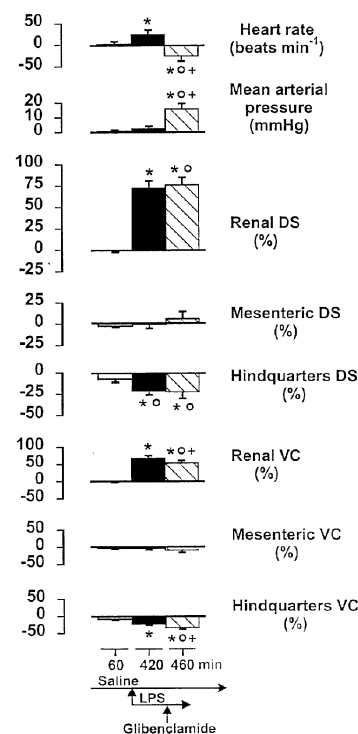 *
50
0
-50
* o +
Heart rate
(beats min⁻¹)
* o +
20
10
0
Mean arterial
pressure
(mmHg)
100
75
50
25
0
-25
* * o
Renal DS
(%)
25
0
-25
Mesenteric DS
(%)
0
-25
-50
* o * o
Hindquarters DS
(%)
100
50
0
-50
* * o +
Renal VC
(%)
50
0
-50
Mesenteric VC
(%)
50
0
-50
* * o +
Hindquarters VC
(%)
60 420 460 min
Saline
LPS
Glibenclamide